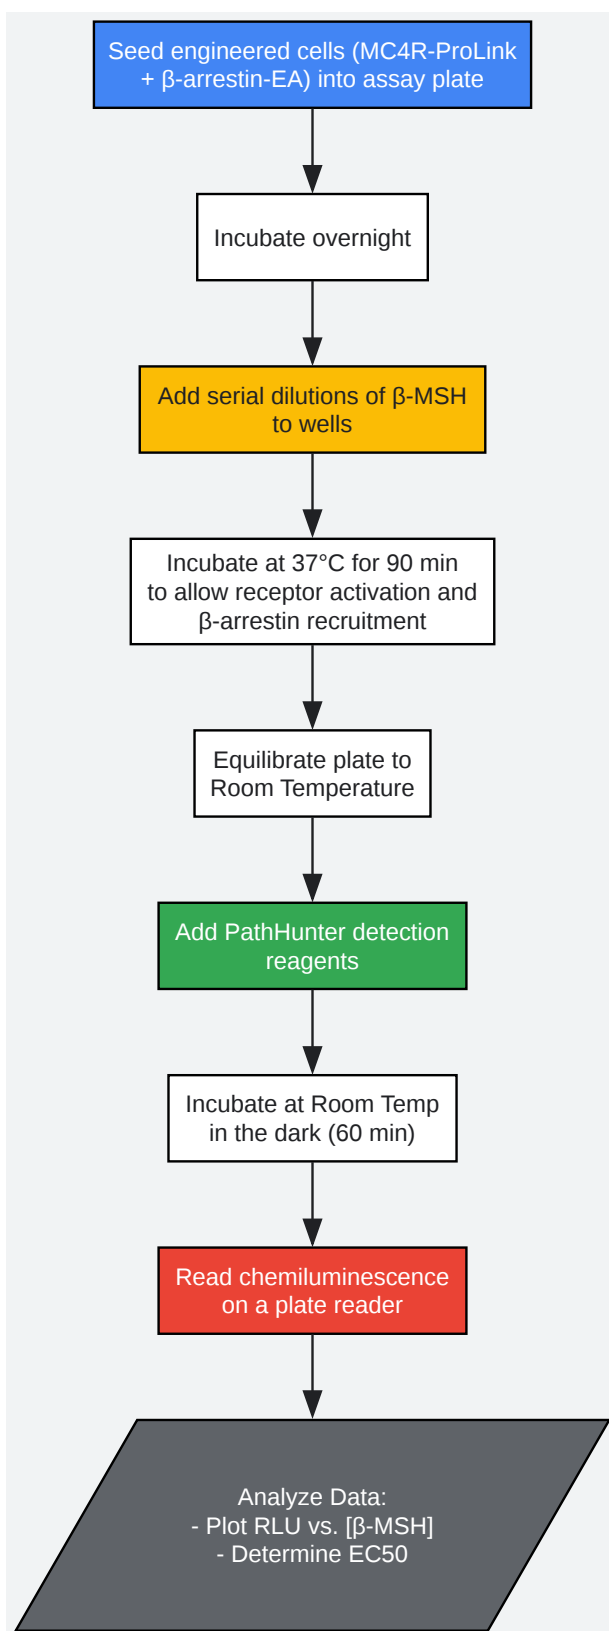 Seed engineered cells (MC4R-ProLink
+ β-arrestin-EA) into assay plate
Incubate overnight
Add serial dilutions of β-MSH
to wells
Incubate at 37°C for 90 min
to allow receptor activation and
β-arrestin recruitment
Equilibrate plate to
Room Temperature
Add PathHunter detection
reagents
Incubate at Room Temp
in the dark (60 min)
Read chemiluminescence
on a plate reader
Analyze Data:
- Plot RLU vs. [β-MSH]
- Determine EC50